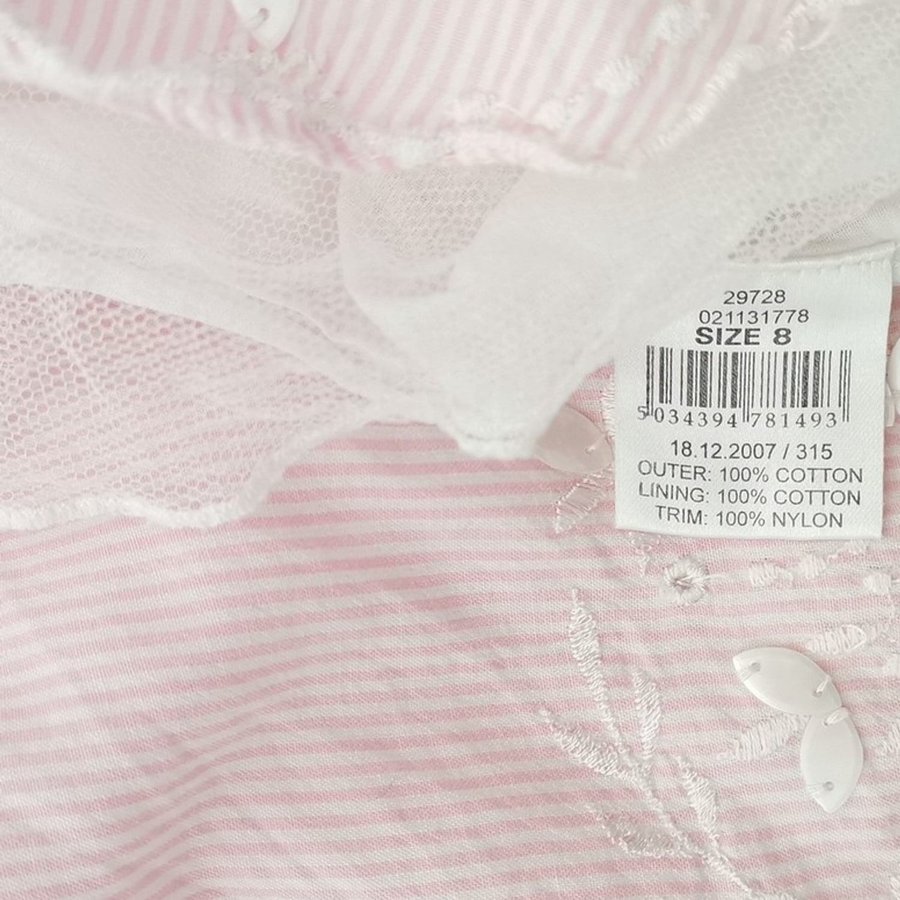 29728
021131778
SIZE 8
5 034394 781493
18.12.2007 / 315
OUTER: 100% COTTON
LINING: 100% COTTON
TRIM: 100% NYLON